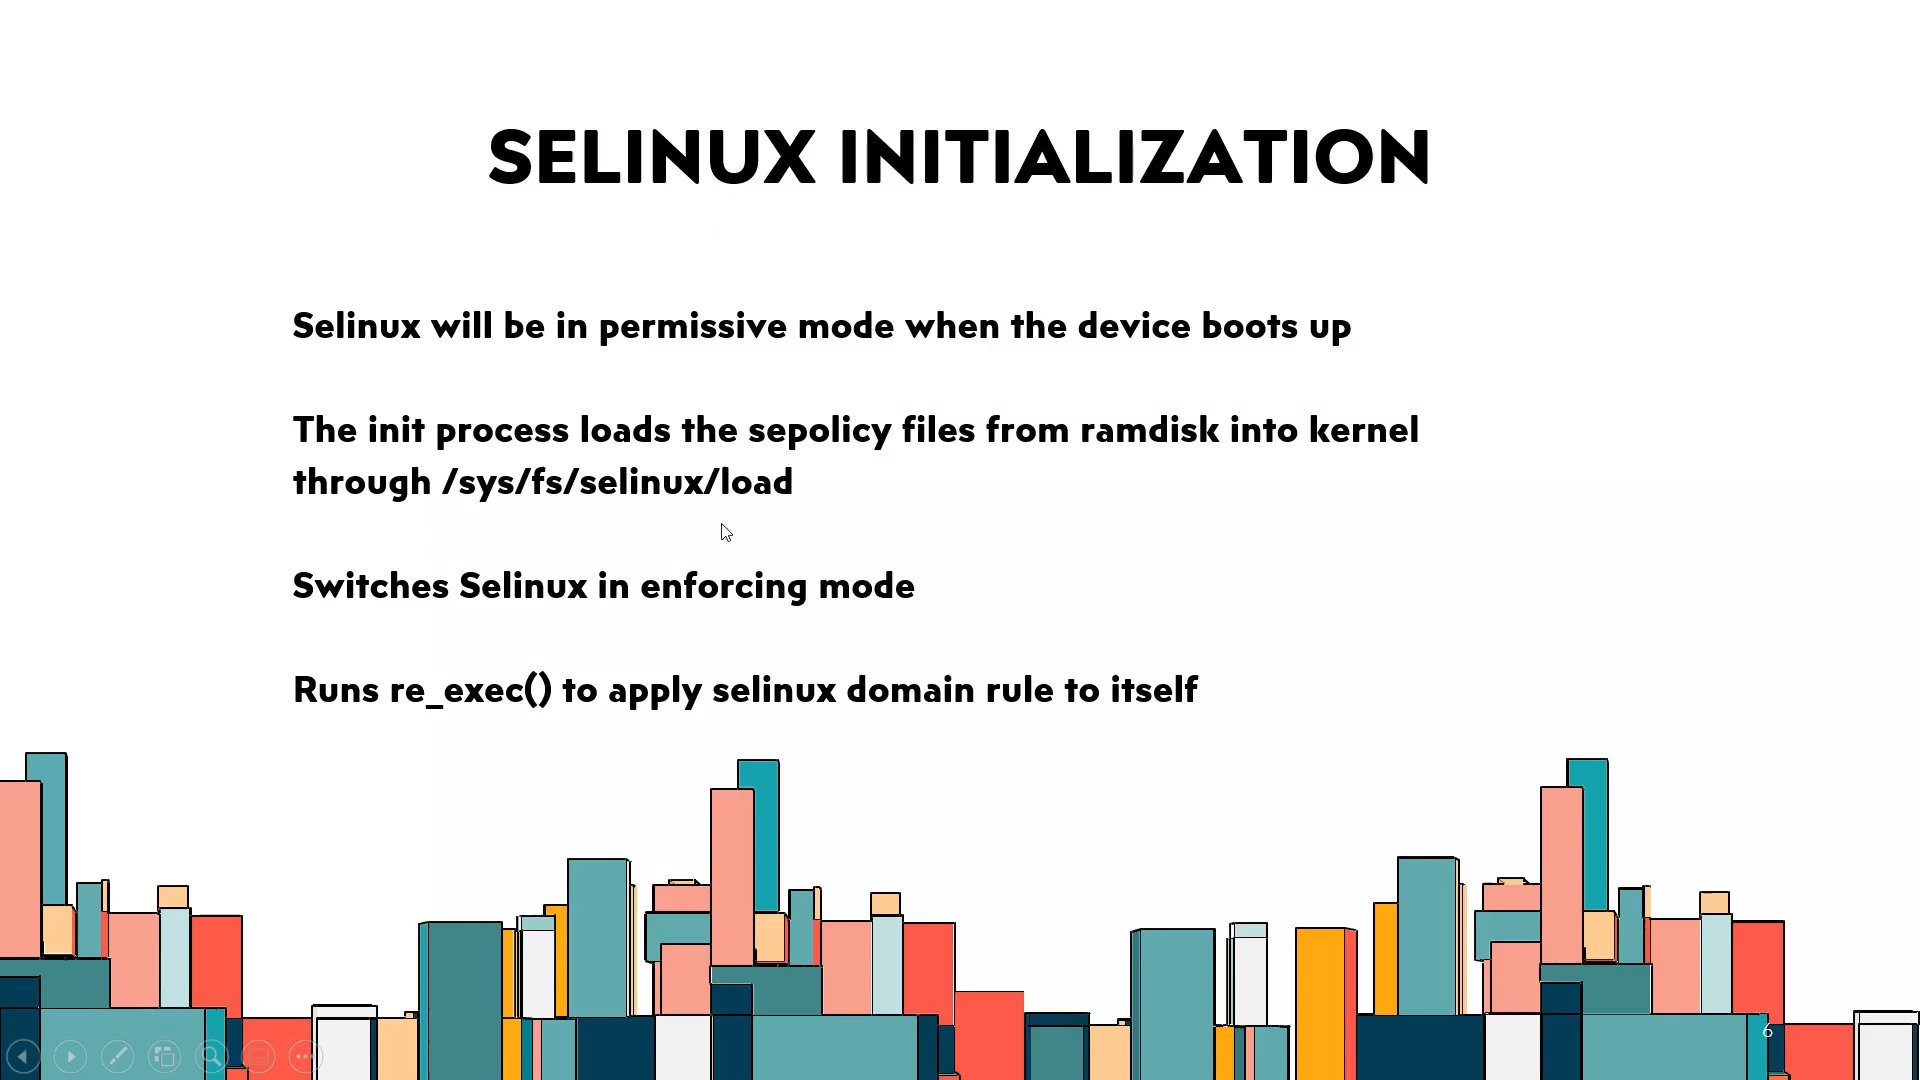 SELINUX INITIALIZATION
Selinux will be in permissive mode when the device boots up
The init process loads the sepolicy files from ramdisk into kernel
through /sys/fs/selinux/load
Switches Selinux in enforcing mode
Runs re_exec() to apply selinux domain rule to itself
6